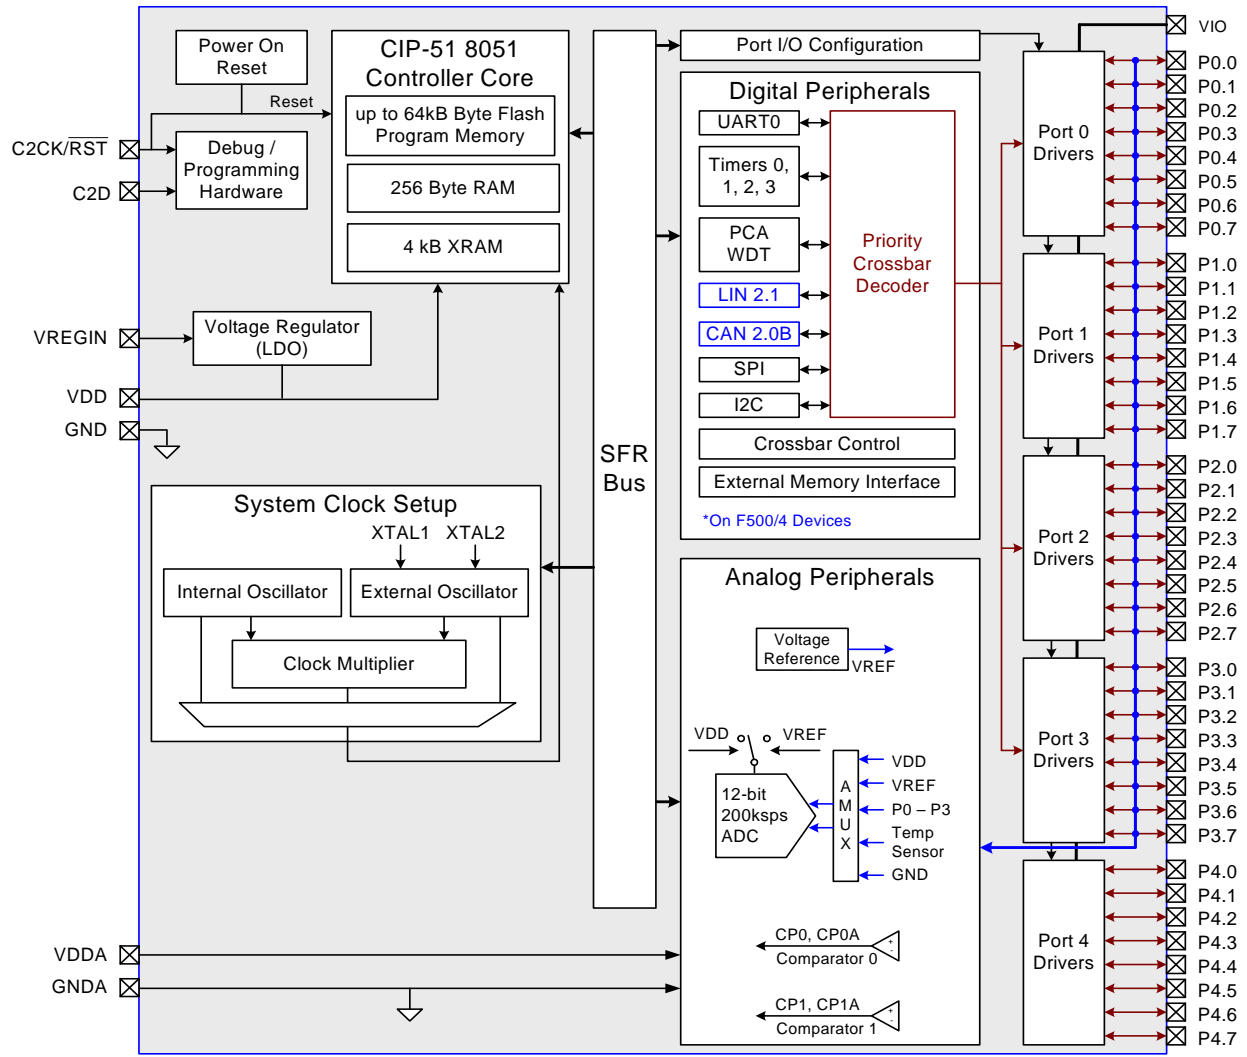 Power On
Reset
Reset
C2CK/RST
Debug /
Programming
Hardware
C2D
CIP-51 8051
Controller Core
up to 64kB Byte Flash
Program Memory
256 Byte RAM
4 kB XRAM
VREGIN
Voltage Regulator
(LDO)
VDD
GND
System Clock Setup
XTAL1 XTAL2
Internal Oscillator
External Oscillator
Clock Multiplier
VDDA
GNDA
SFR
Bus
Port I/O Configuration
Digital Peripherals
UART0
Timers 0,
1, 2, 3
PCA
WDT
LIN 2.1
CAN 2.0B
SPI
I2C
Priority
Crossbar
Decoder
Crossbar Control
External Memory Interface
*On F500/4 Devices
Analog Peripherals
Voltage
Reference
VREF
VDD
VREF
12-bit
200ksps
ADC
A
M
U
X
VDD
VREF
P0 – P3
Temp
Sensor
GND
CP0, CP0A
Comparator 0
+
-
CP1, CP1A
Comparator 1
+
-
Port 0
Drivers
Port 1
Drivers
Port 2
Drivers
Port 3
Drivers
Port 4
Drivers
VIO
P0.0
P0.1
P0.2
P0.3
P0.4
P0.5
P0.6
P0.7
P1.0
P1.1
P1.2
P1.3
P1.4
P1.5
P1.6
P1.7
P2.0
P2.1
P2.2
P2.3
P2.4
P2.5
P2.6
P2.7
P3.0
P3.1
P3.2
P3.3
P3.4
P3.5
P3.6
P3.7
P4.0
P4.1
P4.2
P4.3
P4.4
P4.5
P4.6
P4.7